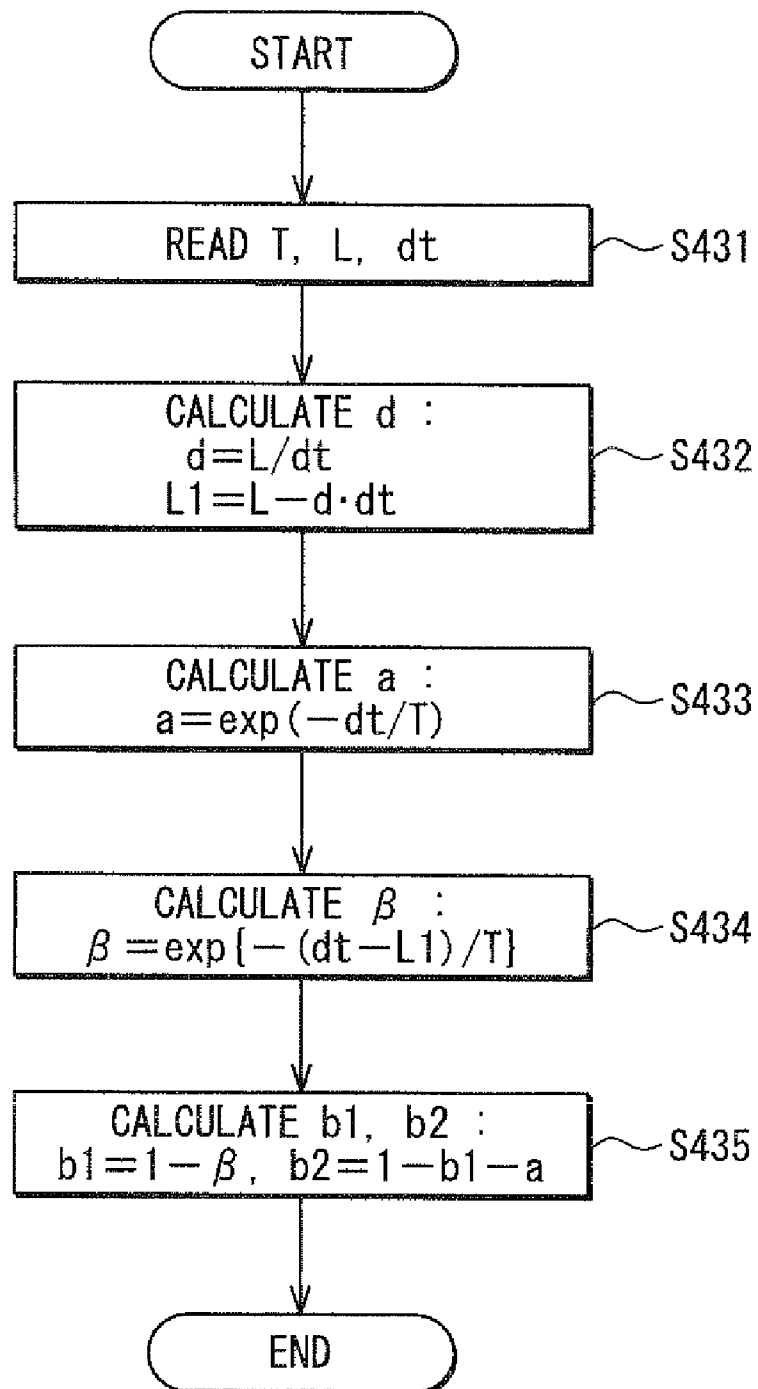 START
READ T, L, dt
S431
CALCULATE d :
d=L/dt
L1=L-d·dt
S432
CALCULATE a :
a=exp(-dt/T)
S433
CALCULATE β :
β=exp{-(dt-L1)/T}
S434
CALCULATE b1, b2 :
b1=1-β, b2=1-b1-a
S435
END